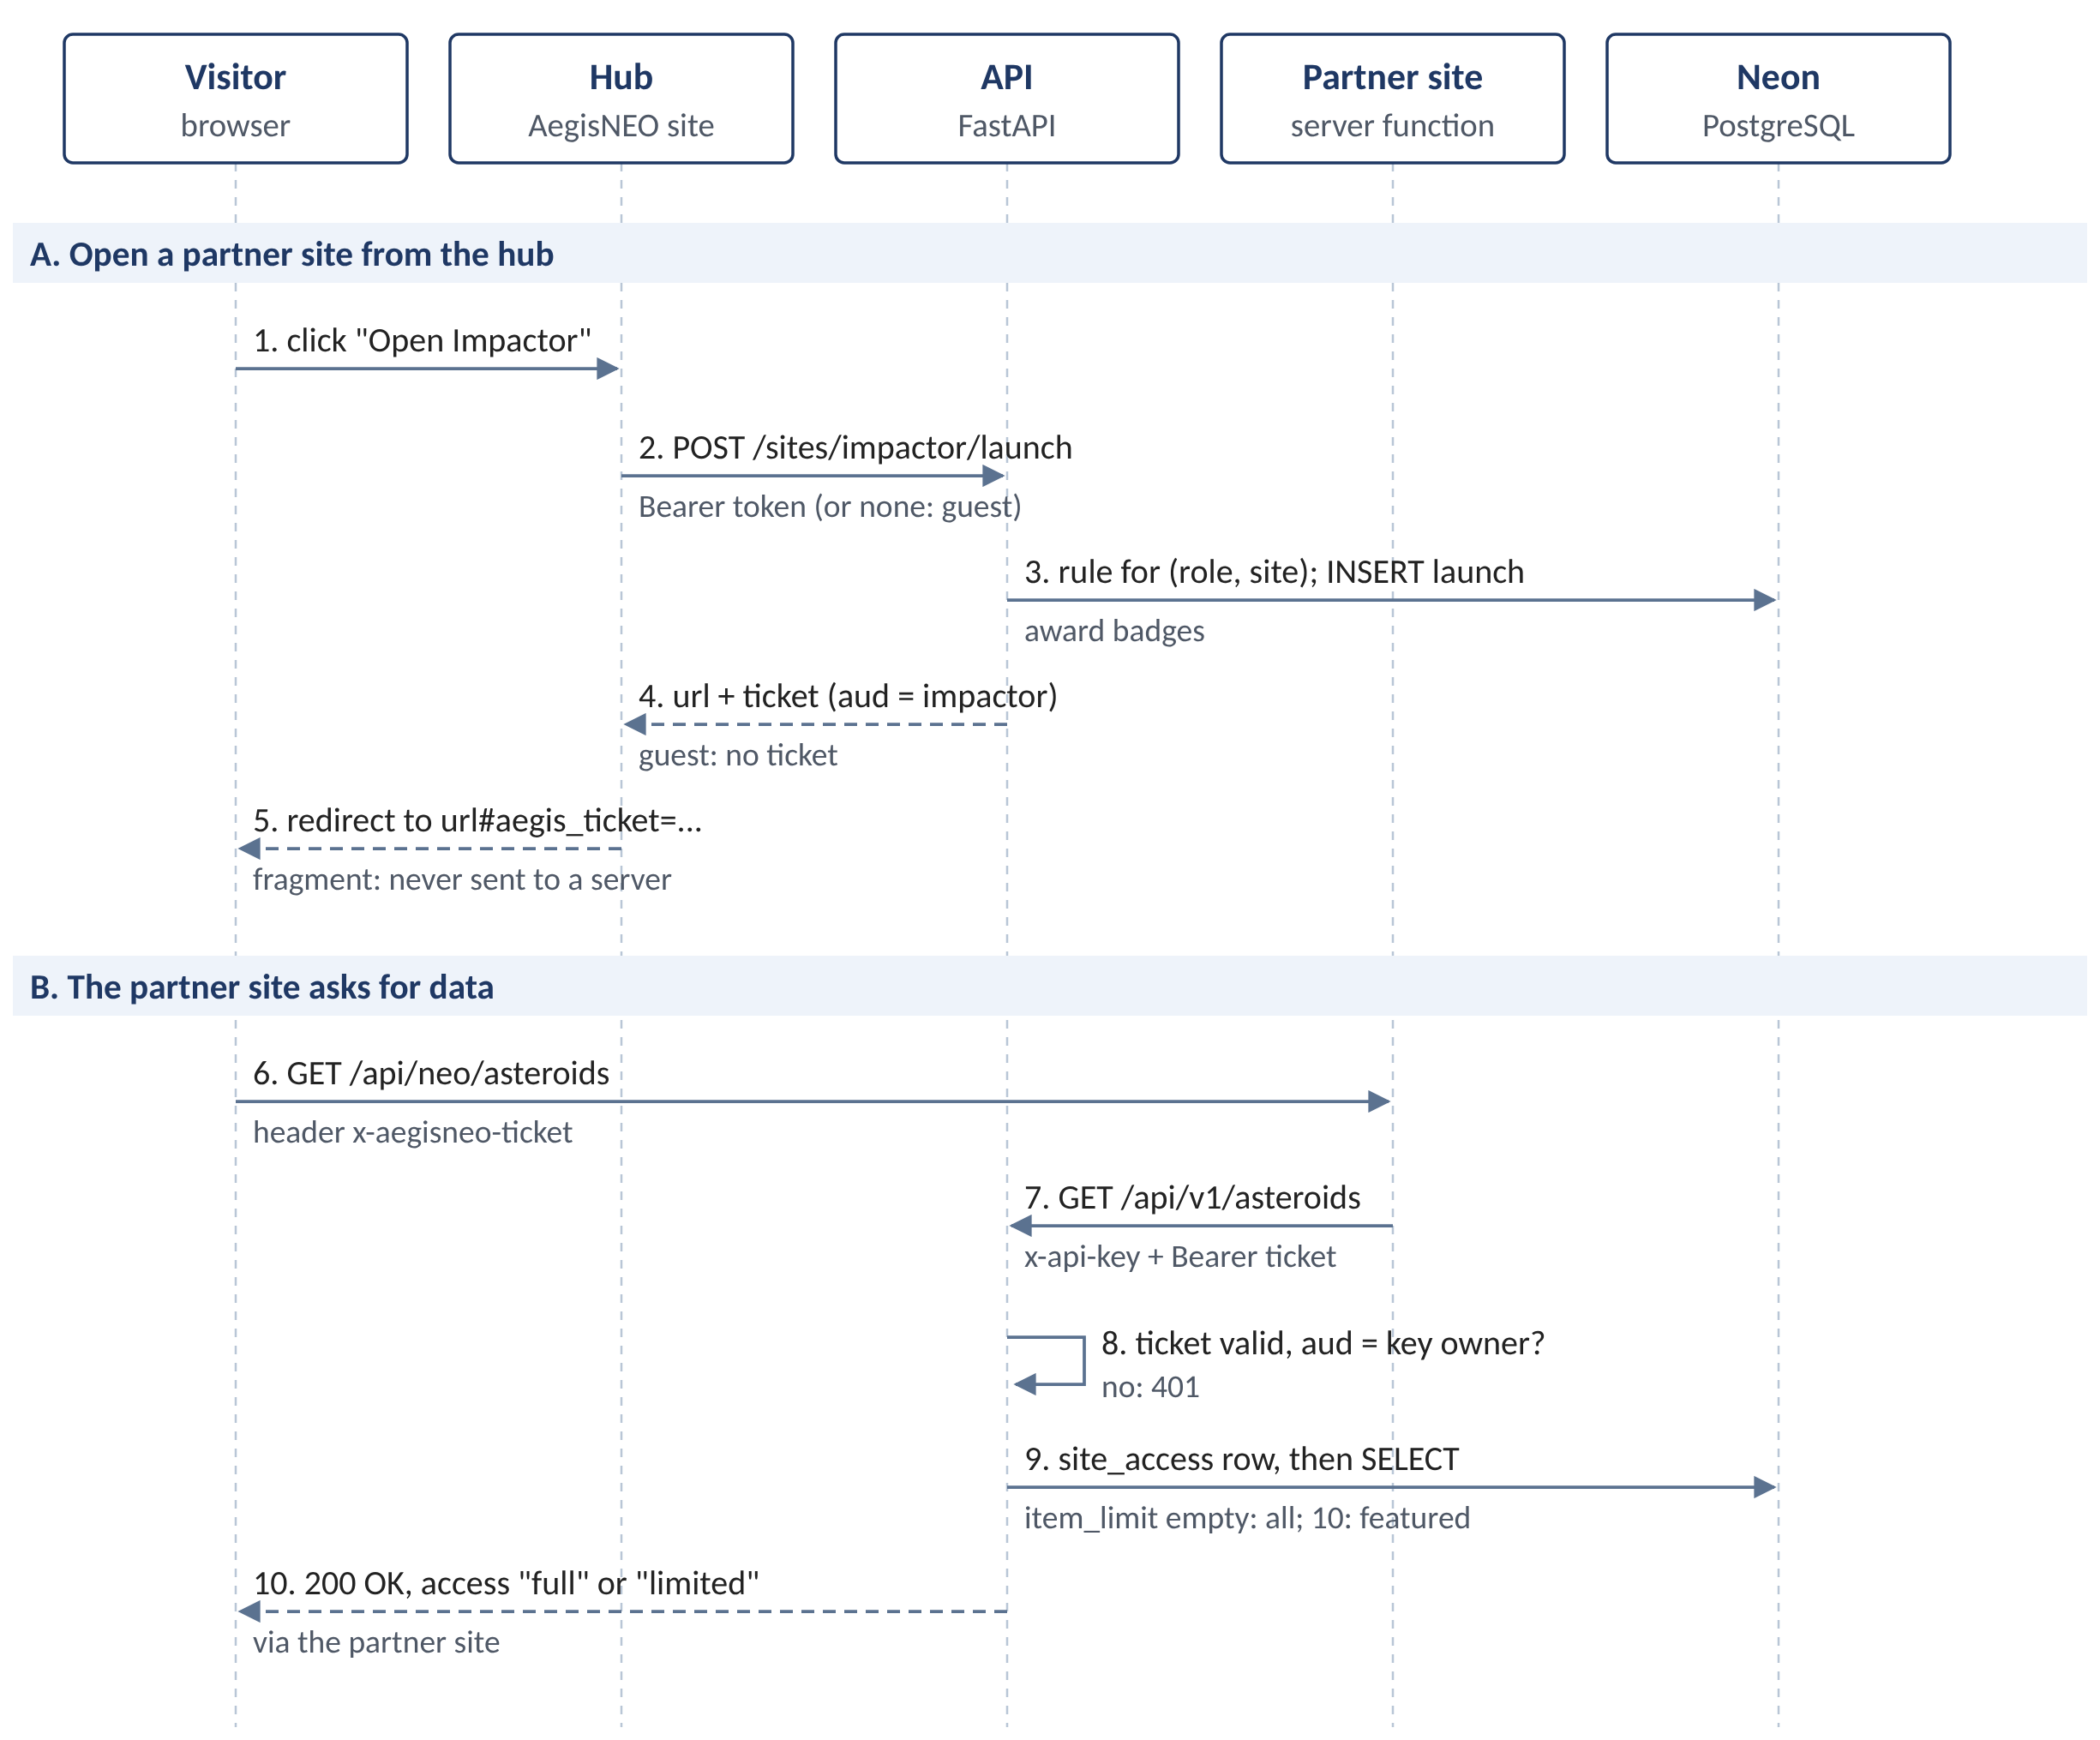 Visitor
browser
Hub
AegisNEO site
API
FastAPI
Partner site
server function
Neon
PostgreSQL
A. Open a partner site from the hub
1. click "Open Impactor"
2. POST /sites/impactor/launch
Bearer token (or none: guest)
3. rule for (role, site); INSERT launch
award badges
4. url + ticket (aud = impactor)
guest: no ticket
5. redirect to url#aegis_ticket=...
fragment: never sent to a server
B. The partner site asks for data
6. GET /api/neo/asteroids
header x-aegisneo-ticket
7. GET /api/v1/asteroids
x-api-key + Bearer ticket
8. ticket valid, aud = key owner?
no: 401
9. site_access row, then SELECT
item_limit empty: all; 10: featured
10. 200 OK, access "full" or "limited"
via the partner site